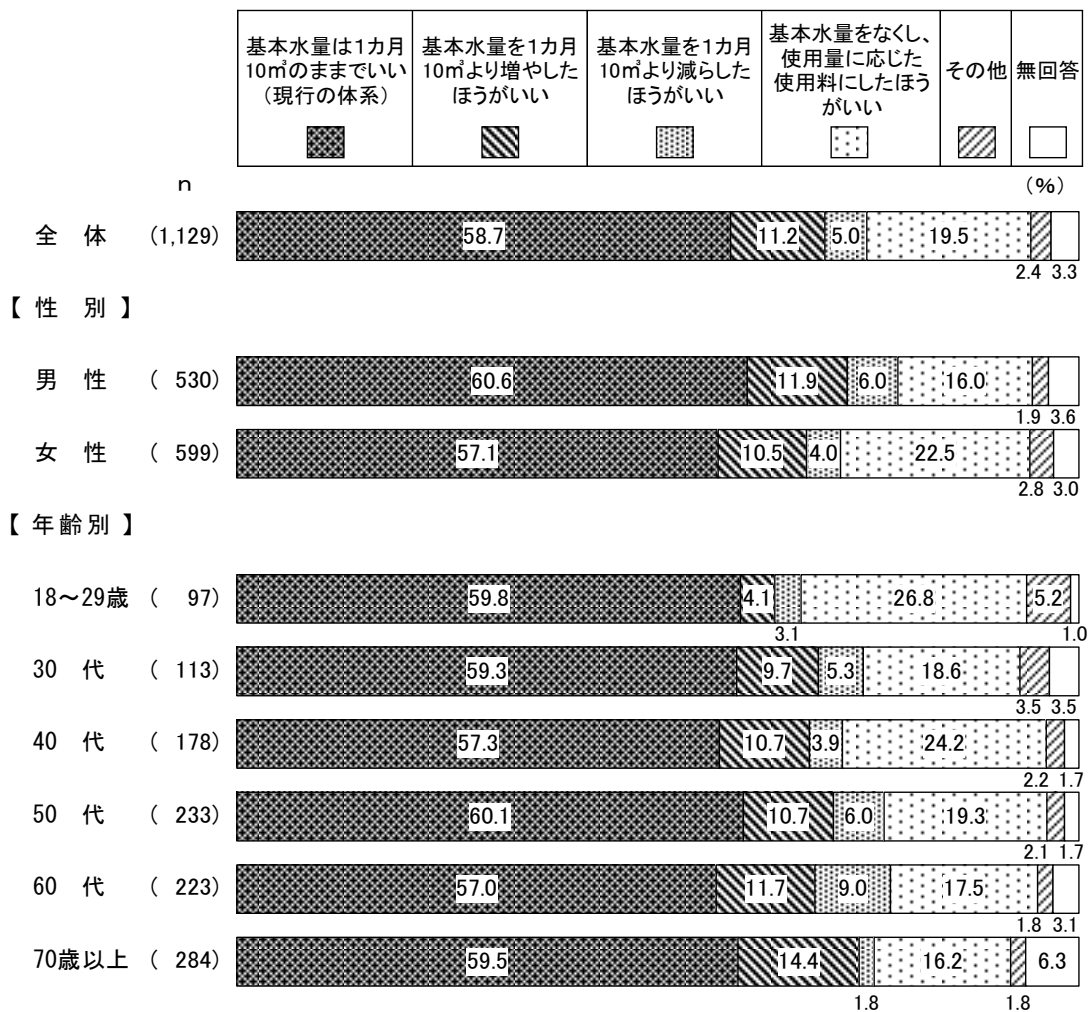 基本水量は1カ月
10㎥のままでいい
（現行の体系）
基本水量を1カ月
10㎥より増やした
ほうがいい
基本水量を1カ月
10㎥より減らした
ほうがいい
基本水量をなくし、
使用量に応じた
使用料にしたほう
がいい
その他
無回答
n
（%）
全 体 （1,129） 58.7 11.2 5.0 19.5
2.4 3.3
【 性 別 】
男 性 （ 530） 60.6 11.9 6.0 16.0
1.9 3.6
女 性 （ 599） 57.1 10.5 4.0 22.5
2.8 3.0
【 年齢別 】
18～29歳 （ 97） 59.8 4.1 26.8 5.2
3.1 1.0
30 代 （ 113） 59.3 9.7 5.3 18.6
3.5 3.5
40 代 （ 178） 57.3 10.7 3.9 24.2
2.2 1.7
50 代 （ 233） 60.1 10.7 6.0 19.3
2.1 1.7
60 代 （ 223） 57.0 11.7 9.0 17.5
1.8 3.1
70歳以上 （ 284） 59.5 14.4 16.2 6.3
1.8 1.8